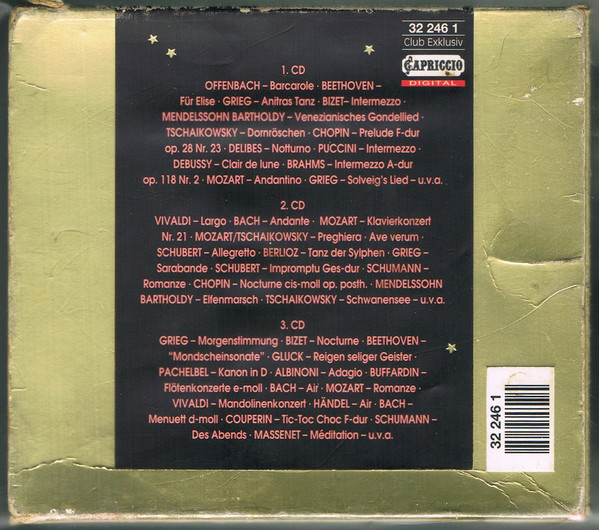 32 246 1
Club Exklusiv
CAPRICCIO
DIGITAL
1. CD
OFFENBACH – Barcarole · BEETHOVEN –
Für Elise · GRIEG – Anitras Tanz · BIZET– Intermezzo ·
MENDELSSOHN BARTHOLDY – Venezianisches Gondellied ·
TSCHAIKOWSKY – Dornröschen · CHOPIN – Prelude F-dur
op. 28 Nr. 23 · DELIBES – Notturno · PUCCINI – Intermezzo ·
DEBUSSY – Clair de lune · BRAHMS – Intermezzo A-dur
op. 118 Nr. 2 · MOZART – Andantino · GRIEG – Solveig's Lied – u.v.a.
2. CD
VIVALDI – Largo · BACH – Andante · MOZART – Klavierkonzert
Nr. 21 · MOZART/TSCHAIKOWSKY – Preghiera · Ave verum ·
SCHUBERT – Allegretto · BERLIOZ – Tanz der Sylphen · GRIEG –
Sarabande · SCHUBERT – Impromptu Ges-dur · SCHUMANN –
Romanze · CHOPIN – Nocturne cis-moll op. posth. · MENDELSSOHN
BARTHOLDY – Elfenmarsch · TSCHAIKOWSKY – Schwanensee – u.v.a.
3. CD
GRIEG – Morgenstimmung · BIZET – Nocturne · BEETHOVEN –
"Mondscheinsonate" · GLUCK – Reigen seliger Geister ·
PACHELBEL – Kanon in D · ALBINONI – Adagio · BUFFARDIN –
Flötenkonzerte e-moll · BACH – Air · MOZART – Romanze ·
VIVALDI – Mandolinenkonzert · HÄNDEL – Air · BACH –
Menuett d-moll · COUPERIN – Tic-Toc Choc F-dur · SCHUMANN –
Des Abends · MASSENET – Méditation – u.v.a.
32 246 1